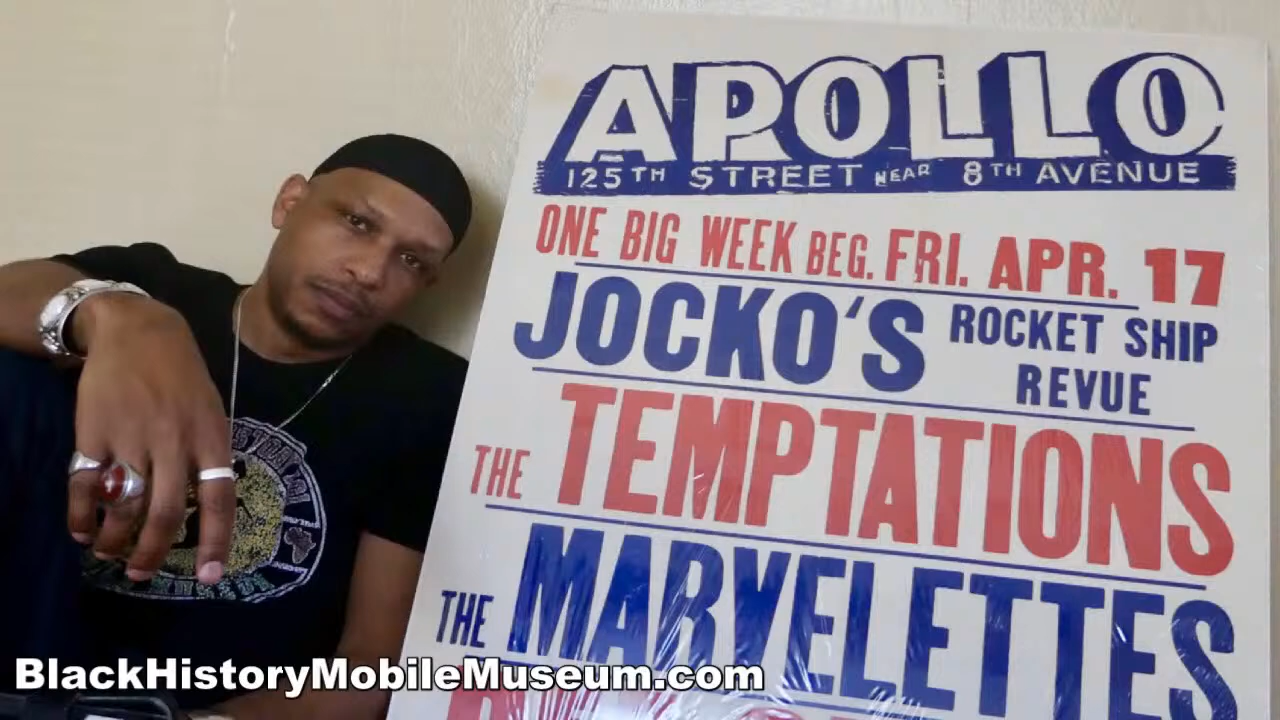 APOLLO
125TH STREET NEAR 8TH AVENUE
ONE BIG WEEK BEG. FRI. APR. 17
JOCKO'S ROCKET SHIP
REVUE
THE TEMPTATIONS
THE MARVELETTES
BlackHistoryMobileMuseum.com